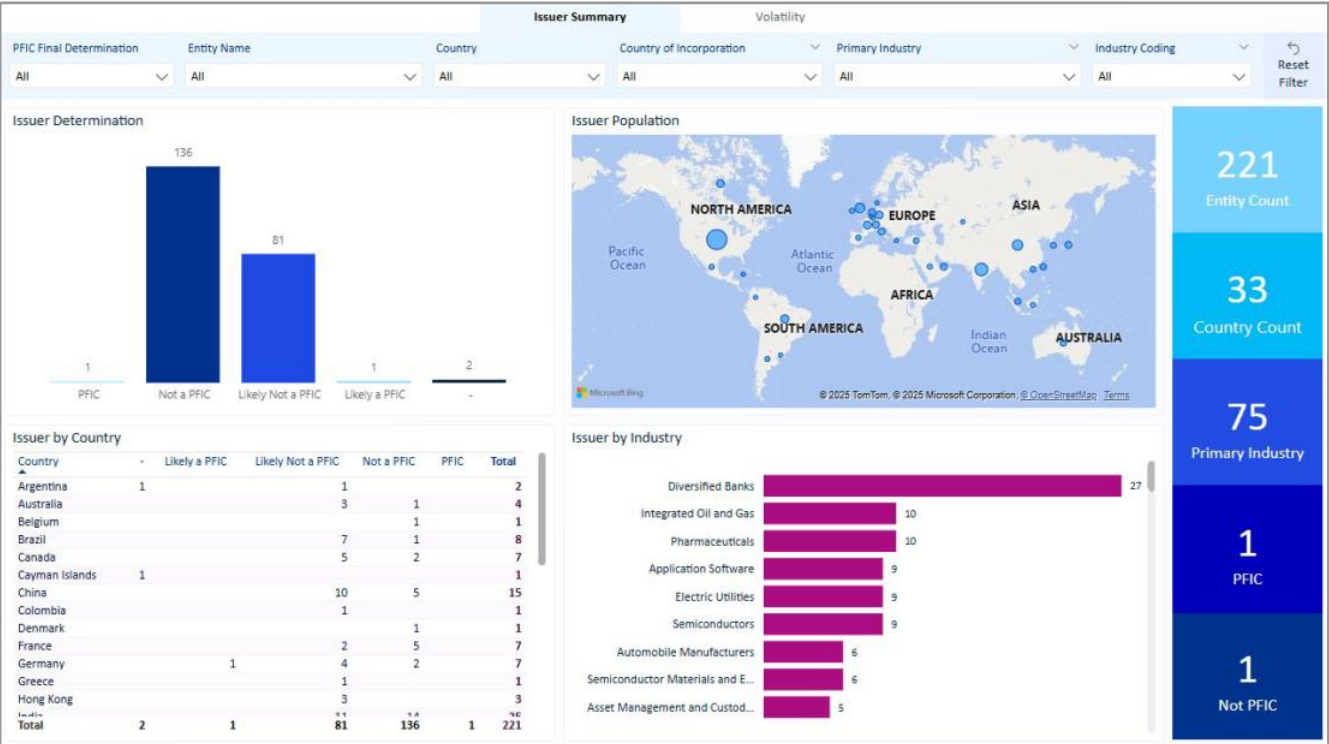 Issuer Summary Volatility
PFIC Final Determination Entity Name Country Country of Incorporation Primary Industry Industry Coding
All All All All All All
Reset
Filter
Issuer Determination
136
81
1
1
2
PFIC Not a PFIC Likely Not a PFIC Likely a PFIC -
Issuer Population
NORTH AMERICA
EUROPE
ASIA
Pacific
Ocean
Atlantic
Ocean
AFRICA
SOUTH AMERICA
Indian
Ocean
AUSTRALIA
Microsoft Bing
© 2025 TomTom, © 2025 Microsoft Corporation, © OpenStreetMap Terms
221
Entity Count
33
Country Count
75
Primary Industry
1
PFIC
1
Not PFIC
Issuer by Country
Country - Likely a PFIC Likely Not a PFIC Not a PFIC PFIC Total
Argentina 1 1 2
Australia 3 1 4
Belgium 1 1
Brazil 7 1 8
Canada 5 2 7
Cayman Islands 1 1
China 10 5 15
Colombia 1 1
Denmark 1 1
France 2 5 7
Germany 1 4 2 7
Greece 1 1
Hong Kong 3 3
India 11 14
Total 2 1 81 136 1 221
Issuer by Industry
Diversified Banks 27
Integrated Oil and Gas 10
Pharmaceuticals 10
Application Software 9
Electric Utilities 9
Semiconductors 9
Automobile Manufacturers 6
Semiconductor Materials and E... 6
Asset Management and Custod... 5